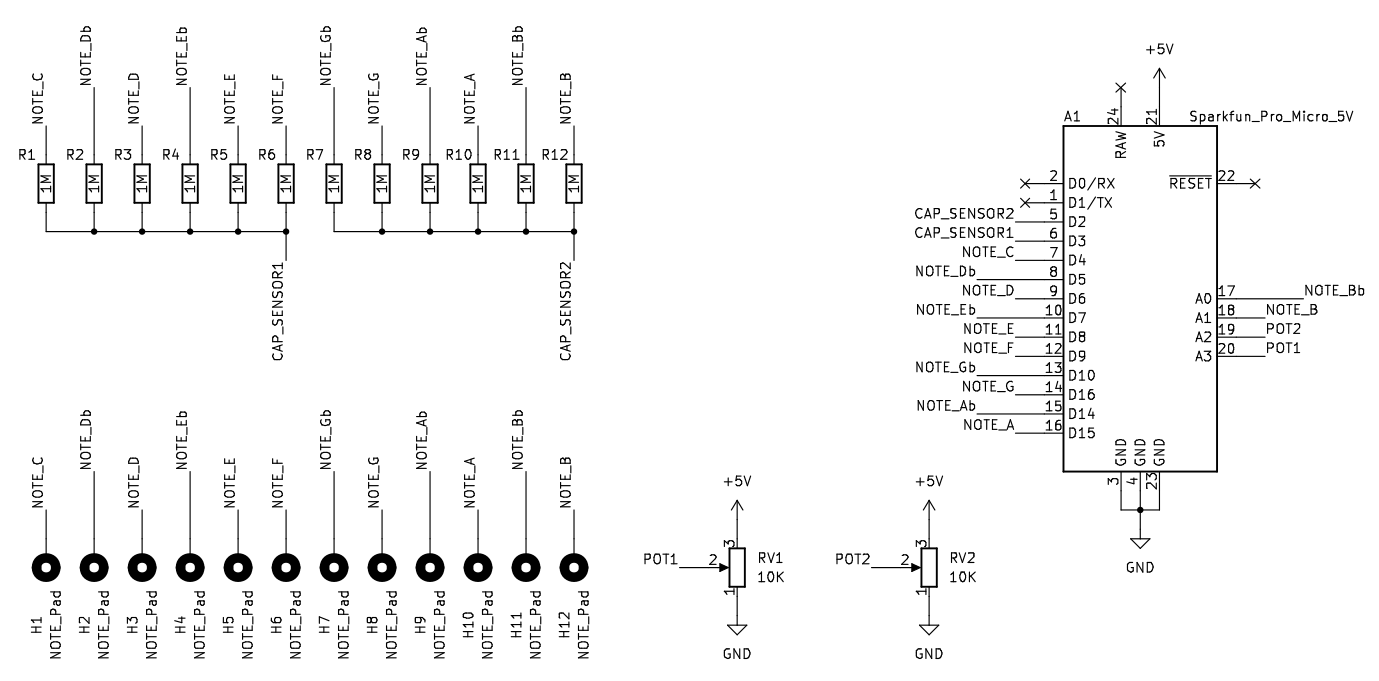 NOTE_C
NOTE_Db
NOTE_D
NOTE_Eb
NOTE_E
NOTE_F
NOTE_Gb
NOTE_G
NOTE_Ab
NOTE_A
NOTE_Bb
NOTE_B
R1
R2
R3
R4
R5
R6
R7
R8
R9
R10
R11
R12
1M
1M
1M
1M
1M
1M
1M
1M
1M
1M
1M
1M
CAP_SENSOR1
CAP_SENSOR2
NOTE_C
NOTE_Db
NOTE_D
NOTE_Eb
NOTE_E
NOTE_F
NOTE_Gb
NOTE_G
NOTE_Ab
NOTE_A
NOTE_Bb
NOTE_B
H1
NOTE_Pad
H2
NOTE_Pad
H3
NOTE_Pad
H4
NOTE_Pad
H5
NOTE_Pad
H6
NOTE_Pad
H7
NOTE_Pad
H8
NOTE_Pad
H9
NOTE_Pad
H10
NOTE_Pad
H11
NOTE_Pad
H12
NOTE_Pad
+5V
3
POT1 2 RV1
10K
1
GND
+5V
3
POT2 2 RV2
10K
1
GND
+5V
A1 24 21 Sparkfun_Pro_Micro_5V
RAW 5V
2 D0/RX RESET 22
1 D1/TX
CAP_SENSOR2 5 D2
CAP_SENSOR1 6 D3
NOTE_C 7 D4
NOTE_Db 8 D5
NOTE_D 9 D6 A0 17 NOTE_Bb
NOTE_Eb 10 D7 A1 18 NOTE_B
NOTE_E 11 D8 A2 19 POT2
NOTE_F 12 D9 A3 20 POT1
NOTE_Gb 13 D10
NOTE_G 14 D16
NOTE_Ab 15 D14
NOTE_A 16 D15
GND GND GND
3 4 23
GND